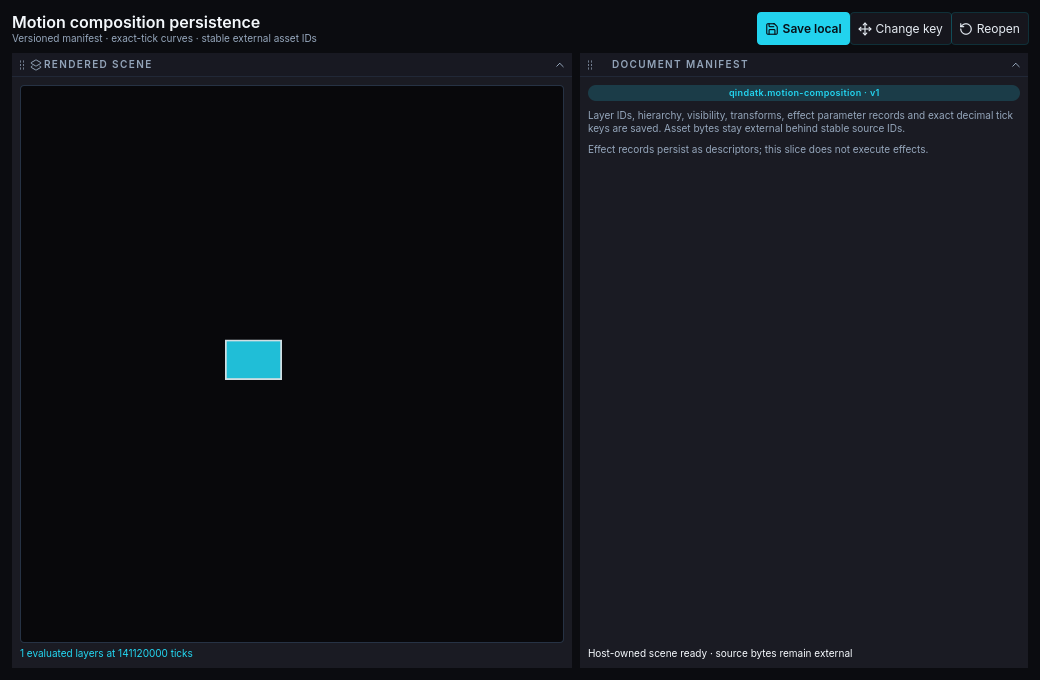 Motion composition persistence
Versioned manifest · exact-tick curves · stable external asset IDs
Save local
Change key
Reopen
RENDERED SCENE
1 evaluated layers at 141120000 ticks
DOCUMENT MANIFEST
qindatk.motion-composition · v1
Layer IDs, hierarchy, visibility, transforms, effect parameter records and exact decimal tick
keys are saved. Asset bytes stay external behind stable source IDs.
Effect records persist as descriptors; this slice does not execute effects.
Host-owned scene ready · source bytes remain external